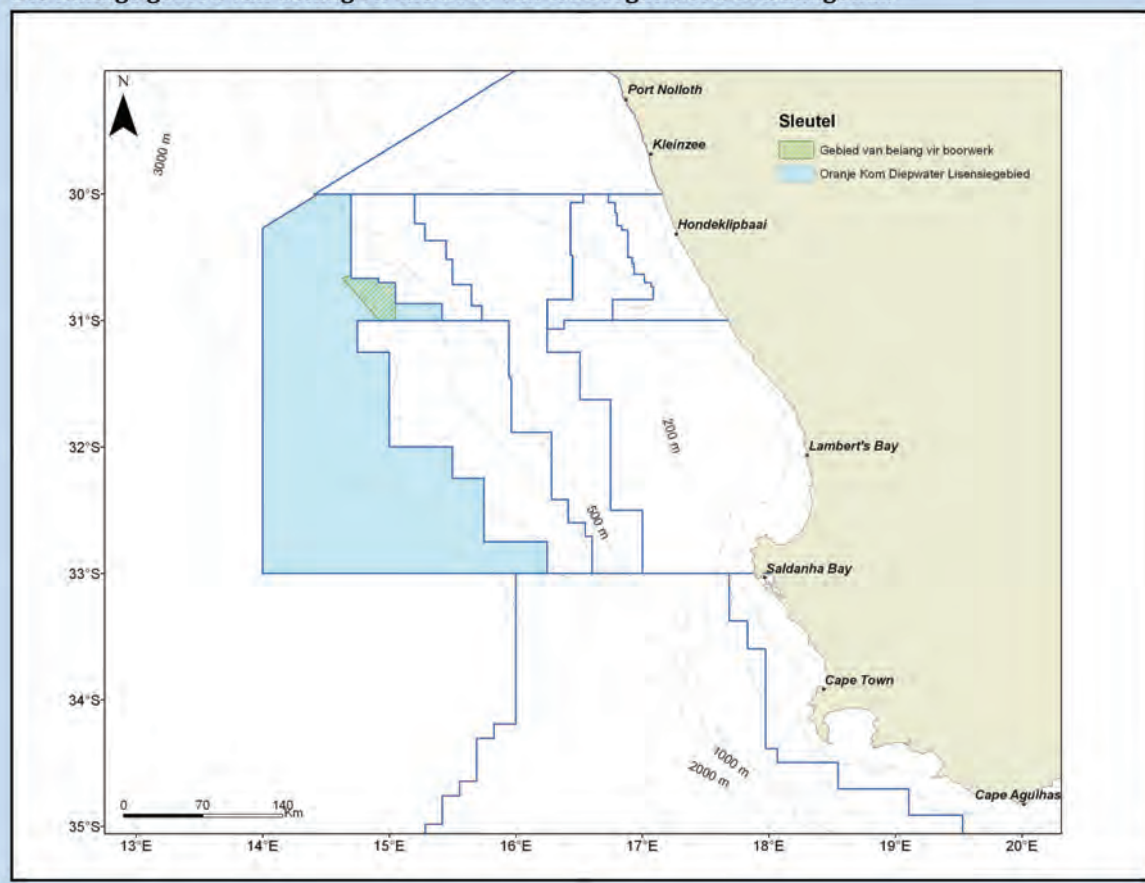 N
3000 m
Port Nolloth
Kleinzee
Sleutel
Gebied van belang vir boorwerk
Oranje Kom Diepwater Lisensiegebied
30°S
Hondeklipbaai
31°S
200 m
32°S
Lambert's Bay
500 m
33°S
Saldanha Bay
34°S
Cape Town
1000 m
2000 m
Cape Agulhas
0 70 140
Km
35°S
13°E 14°E 15°E 16°E 17°E 18°E 19°E 20°E